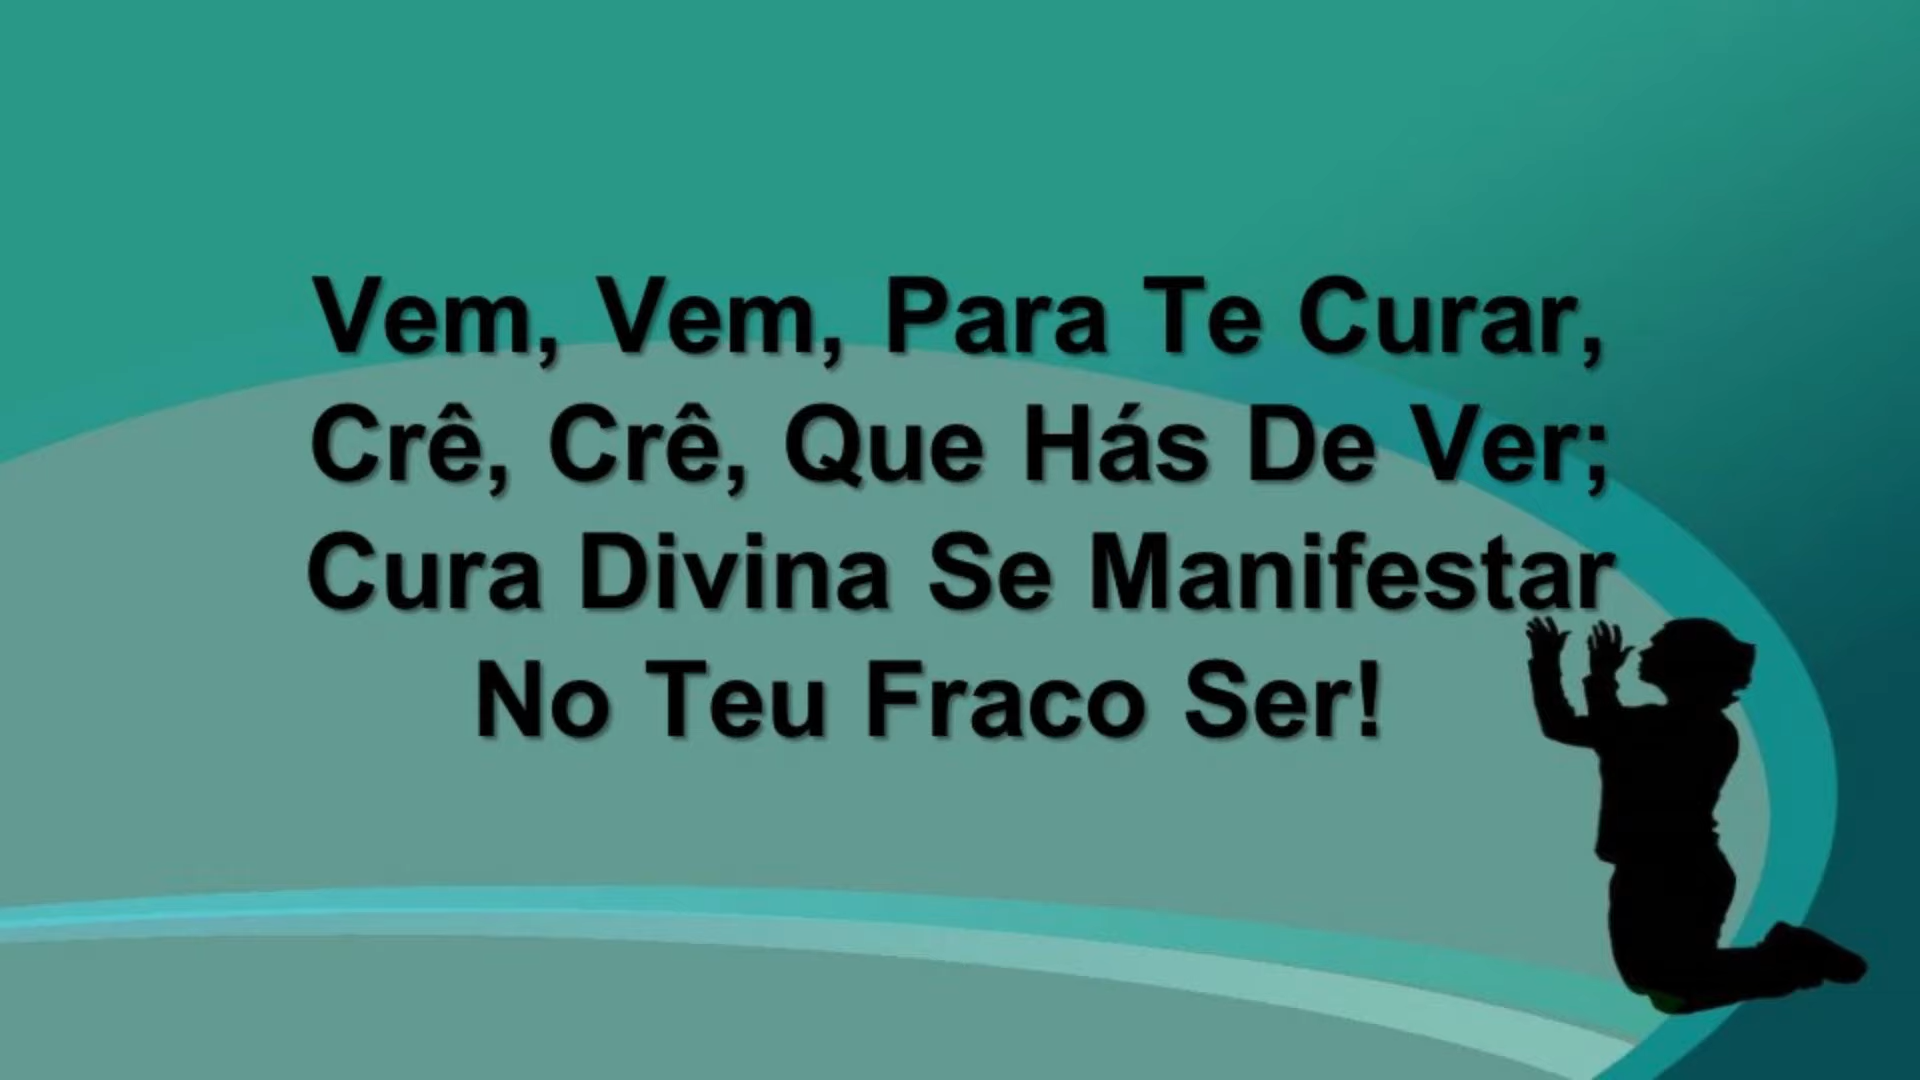 Vem, Vem, Para Te Curar,
Crê, Crê, Que Hás De Ver;
Cura Divina Se Manifestar
No Teu Fraco Ser!